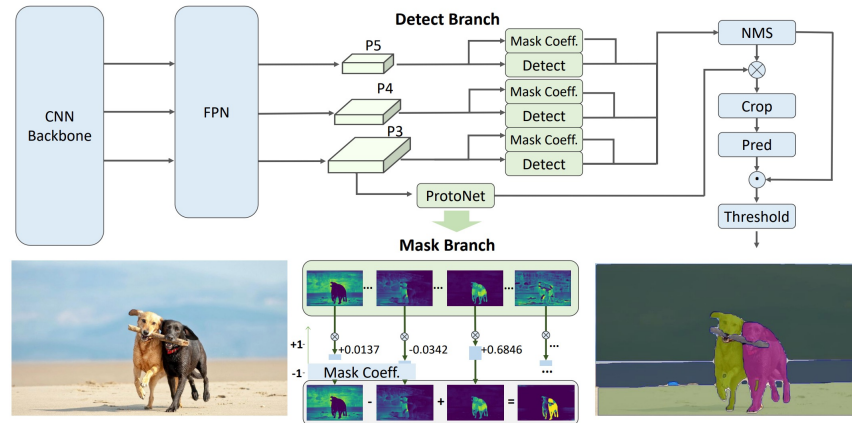 Detect Branch
CNN
Backbone
FPN
P5
P4
P3
Mask Coeff.
Detect
Mask Coeff.
Detect
Mask Coeff.
Detect
ProtoNet
NMS
Crop
Pred
Threshold
Mask Branch
... ... ...
+1
-1
+0.0137
-0.0342
+0.6846
...
...
Mask Coeff.
- + =